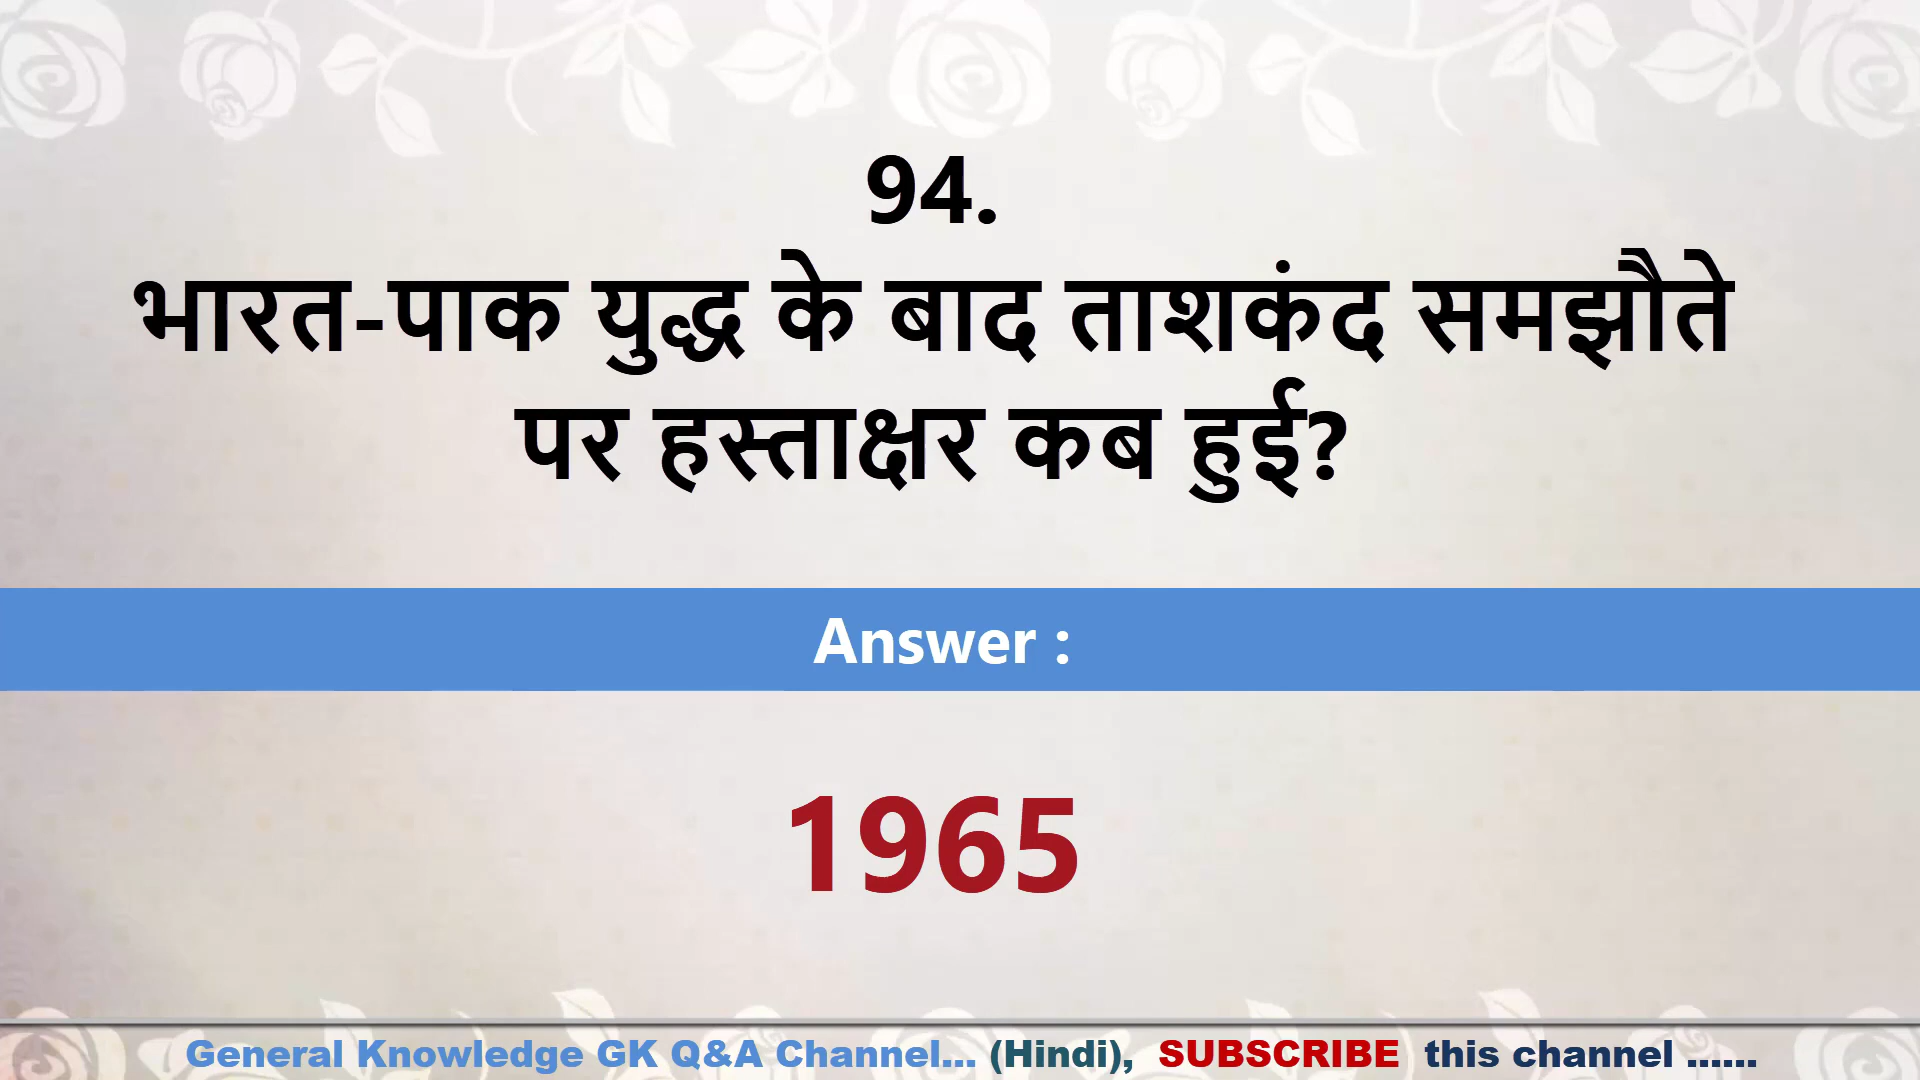 94.
भारत-पाक युद्ध के बाद ताशकंद समझौते
पर हस्ताक्षर कब हुई?
Answer :
1965
General Knowledge GK Q&A Channel... (Hindi), SUBSCRIBE this channel ......